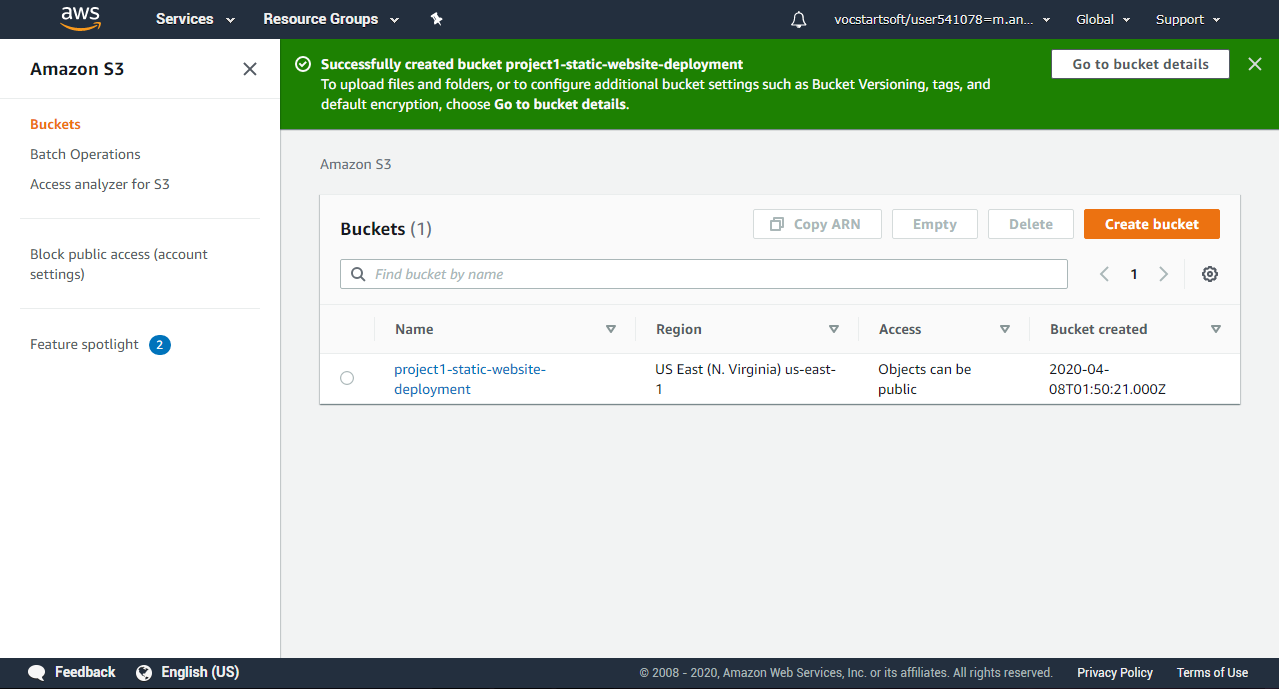 aws Services Resource Groups vocstartsoft/user541078=m.an... Global Support
Amazon S3
Buckets
Batch Operations
Access analyzer for S3
Block public access (account
settings)
Feature spotlight 2
Successfully created bucket project1-static-website-deployment
To upload files and folders, or to configure additional bucket settings such as Bucket Versioning, tags, and
default encryption, choose Go to bucket details.
Go to bucket details
Amazon S3
Buckets (1)
Copy ARN Empty Delete Create bucket
Find bucket by name
1
Name Region Access Bucket created
project1-static-website- US East (N. Virginia) us-east- Objects can be 2020-04-
deployment 1 public 08T01:50:21.000Z
Feedback English (US) © 2008 - 2020, Amazon Web Services, Inc. or its affiliates. All rights reserved. Privacy Policy Terms of Use